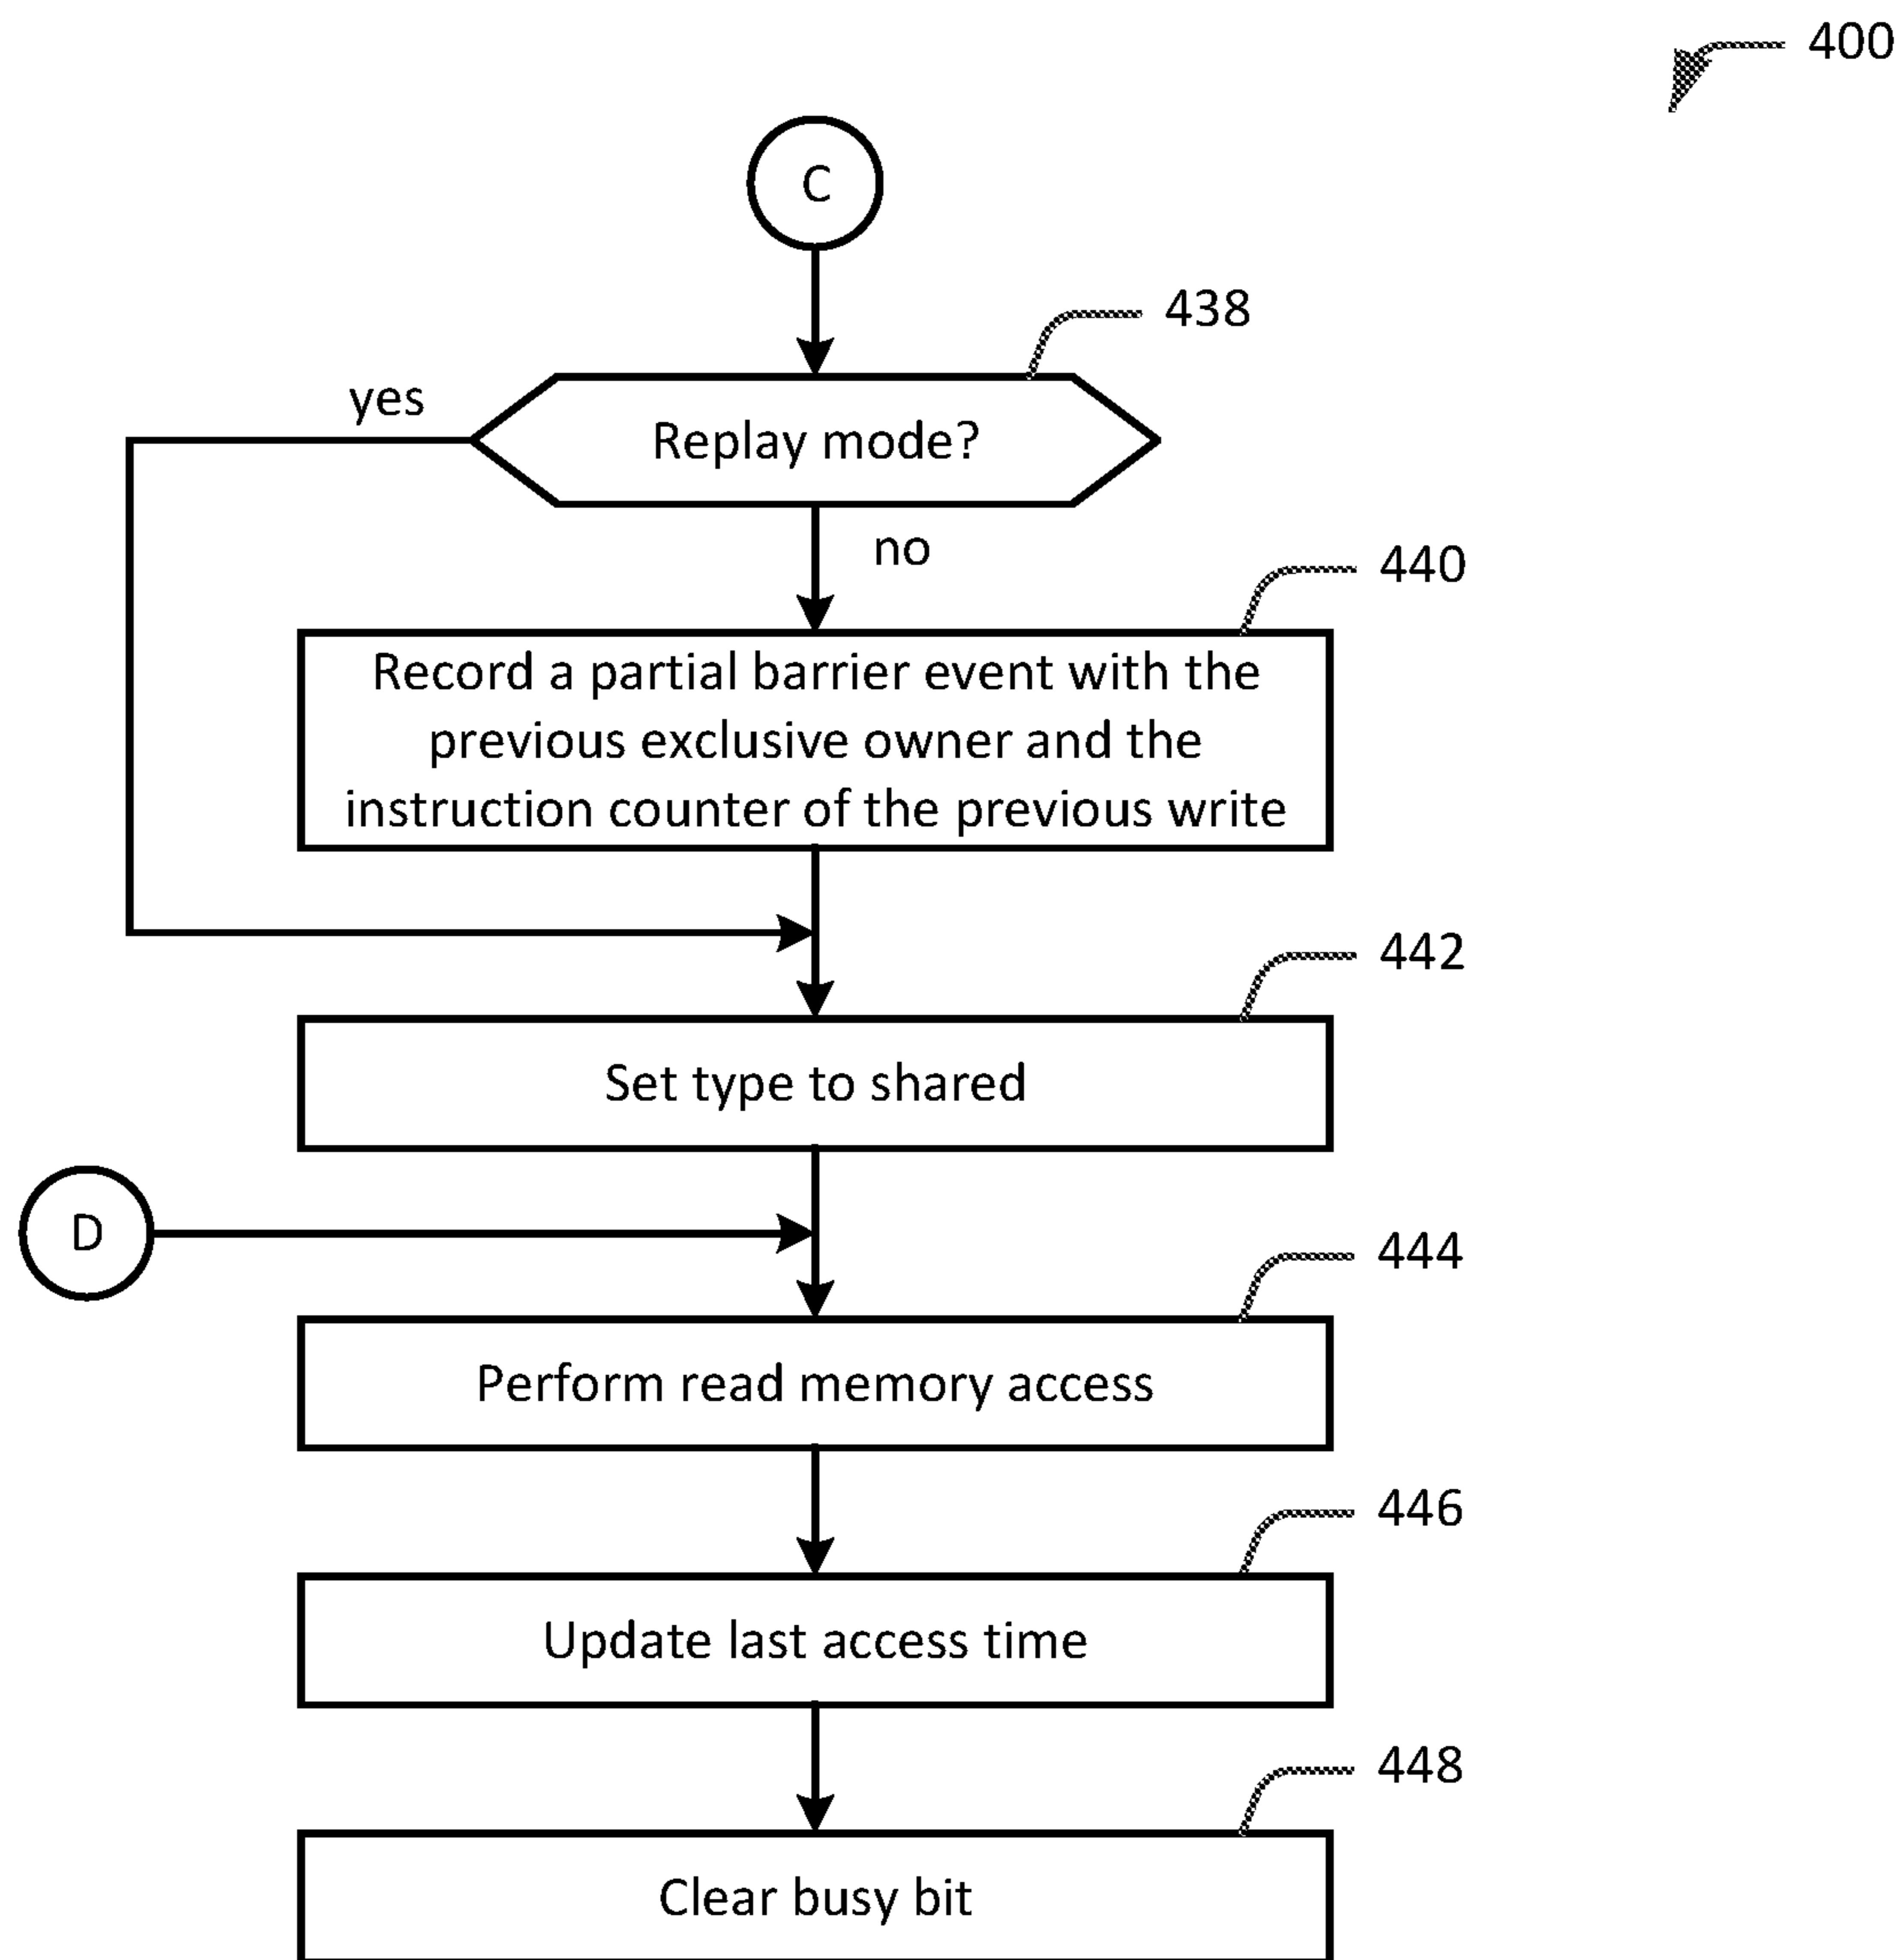 400
C
438
yes
Replay mode?
no
440
Record a partial barrier event with the
previous exclusive owner and the
instruction counter of the previous write
442
Set type to shared
D
444
Perform read memory access
446
Update last access time
448
Clear busy bit